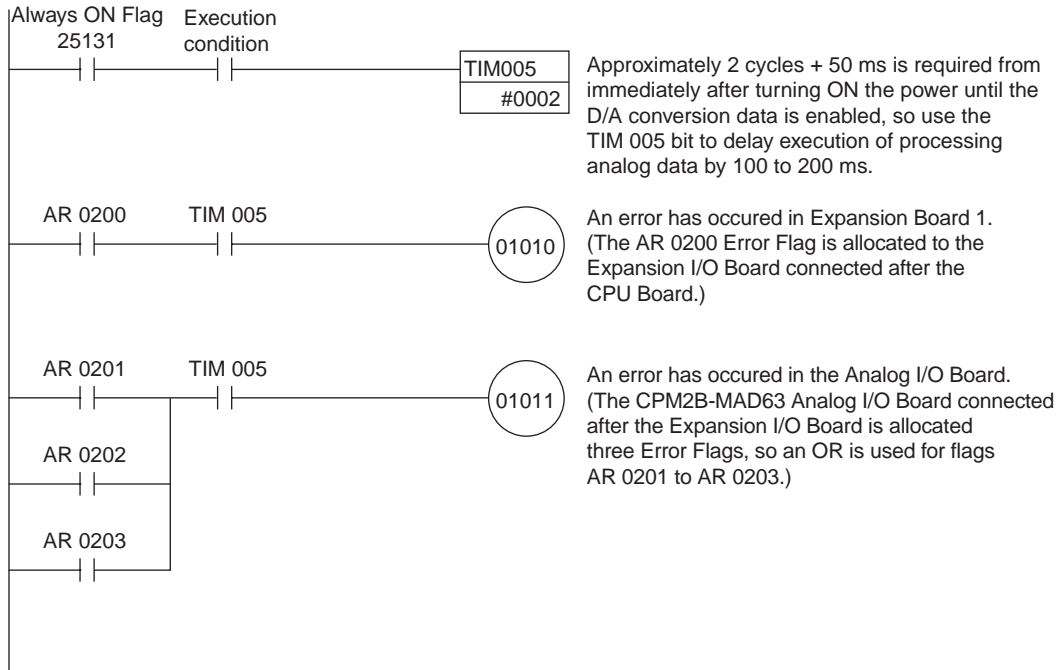 Always ON Flag
25131
Execution
condition
TIM005
#0002
Approximately 2 cycles + 50 ms is required from
immediately after turning ON the power until the
D/A conversion data is enabled, so use the
TIM 005 bit to delay execution of processing
analog data by 100 to 200 ms.
AR 0200 TIM 005
01010
An error has occured in Expansion Board 1.
(The AR 0200 Error Flag is allocated to the
Expansion I/O Board connected after the
CPU Board.)
AR 0201 TIM 005
01011
An error has occured in the Analog I/O Board.
(The CPM2B-MAD63 Analog I/O Board connected
after the Expansion I/O Board is allocated
three Error Flags, so an OR is used for flags
AR 0201 to AR 0203.)
AR 0202
AR 0203